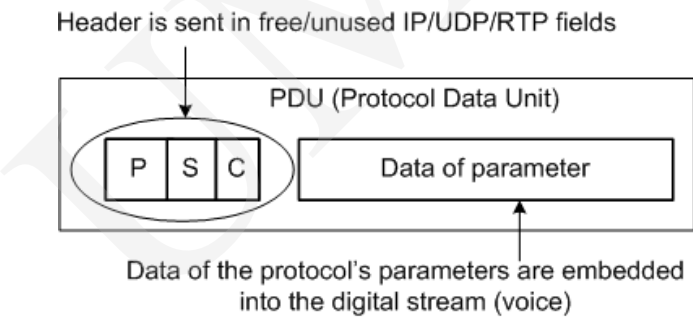 Header is sent in free/unused IP/UDP/RTP fields
PDU (Protocol Data Unit)
P S C Data of parameter
Data of the protocol's parameters are embedded
into the digital stream (voice)